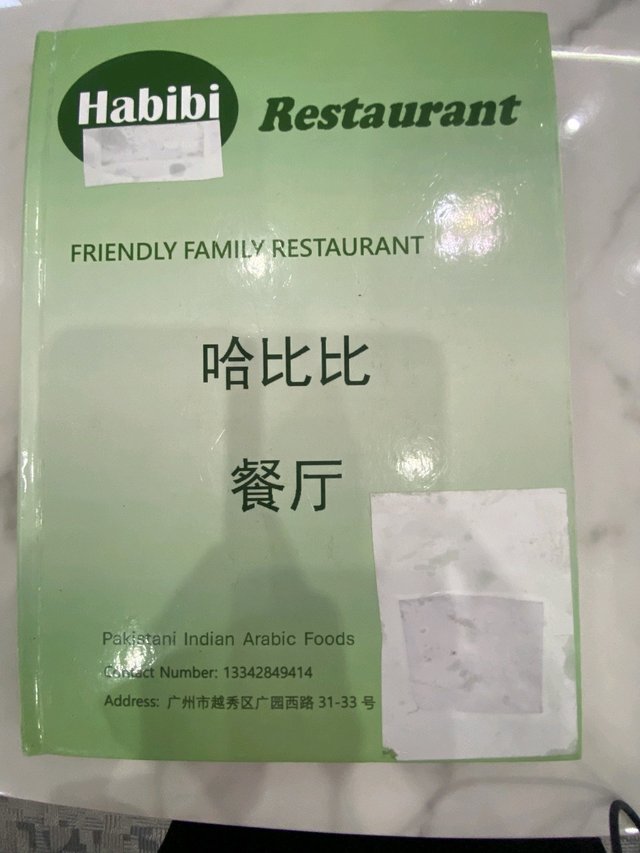 Habibi Restaurant
FRIENDLY FAMILY RESTAURANT
哈比比
餐厅
Pakistani Indian Arabic Foods
Contact Number: 13342849414
Address: 广州市越秀区广园西路 31-33 号